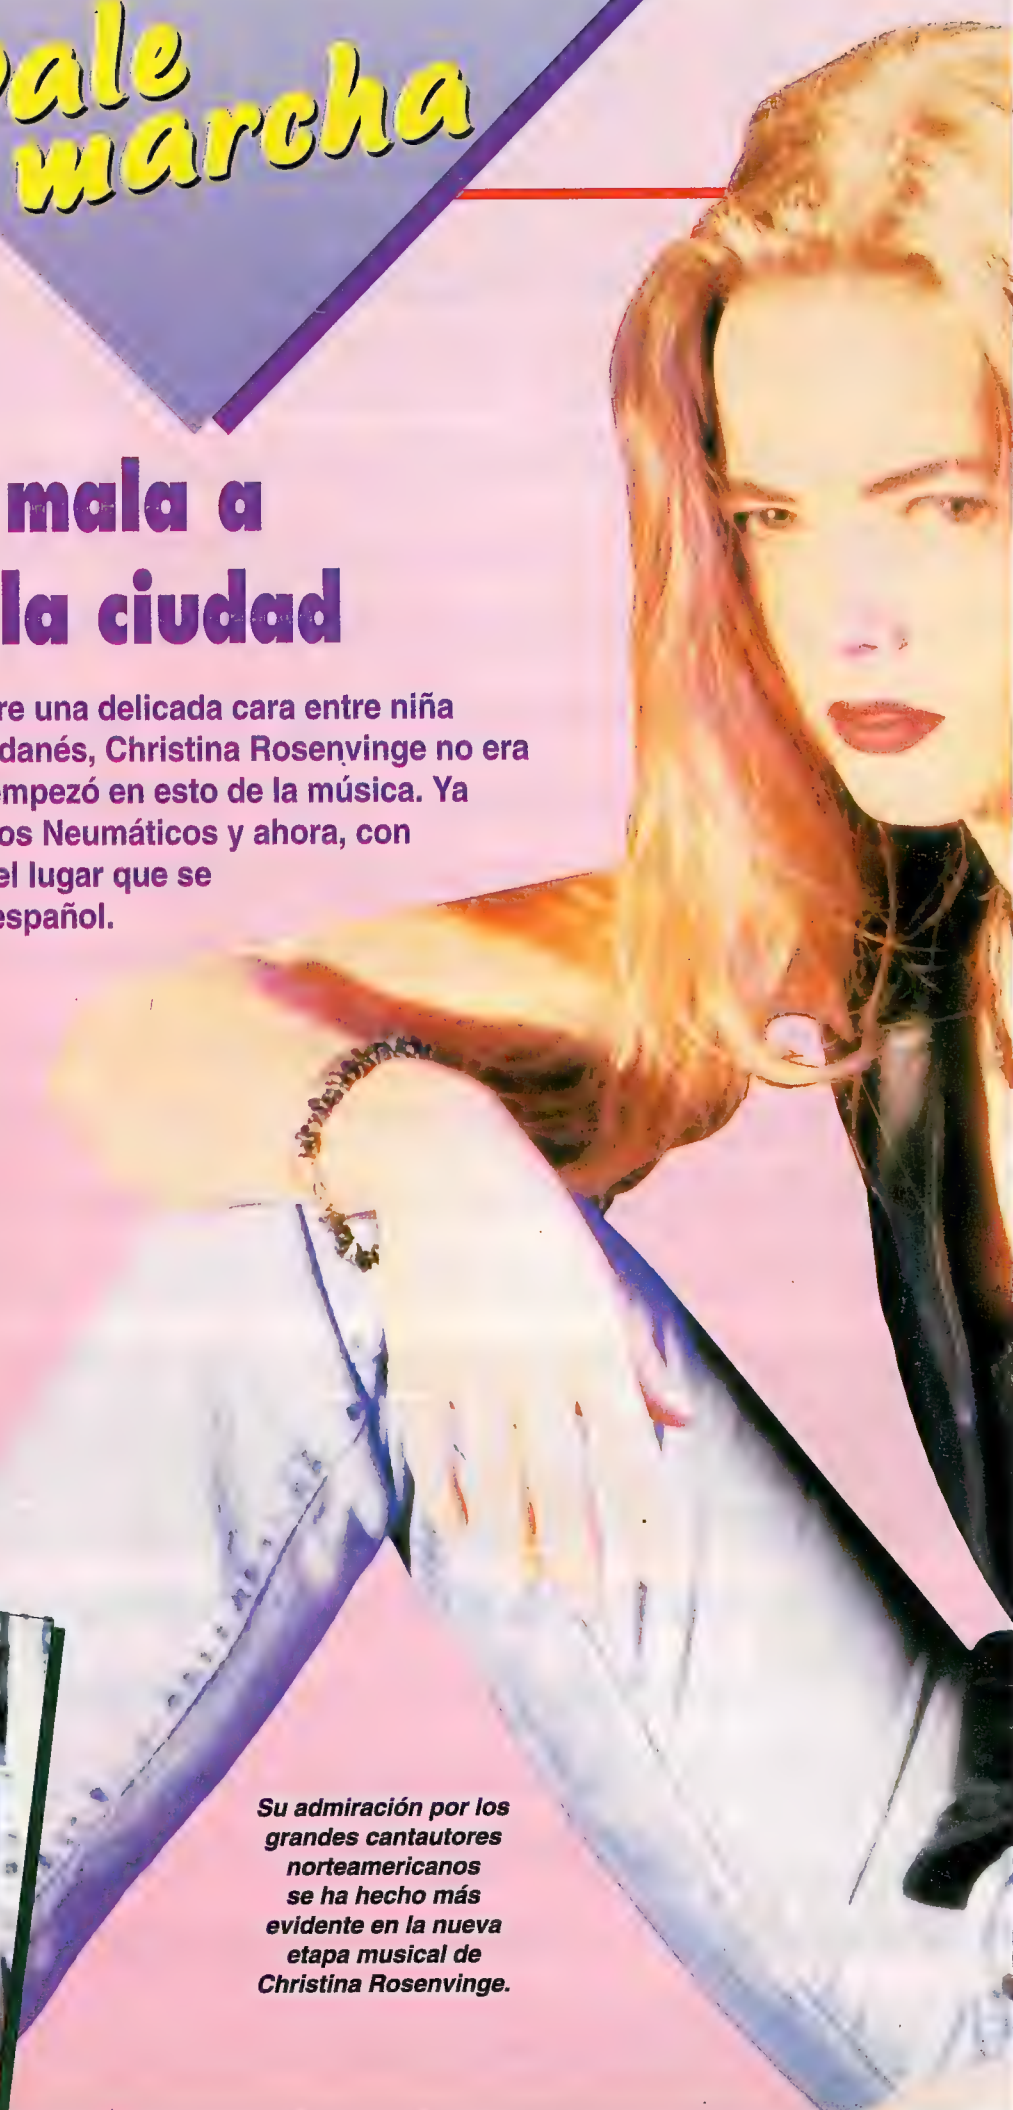 ale
marcha
mala a
la ciudad
re una delicada cara entre niña
danés, Christina Rosenvinge no era
empezó en esto de la música. Ya
os Neumáticos y ahora, con
el lugar que se
español.
Su admiración por los
grandes cantautores
norteamericanos
se ha hecho más
evidente en la nueva
etapa musical de
Christina Rosenvinge.